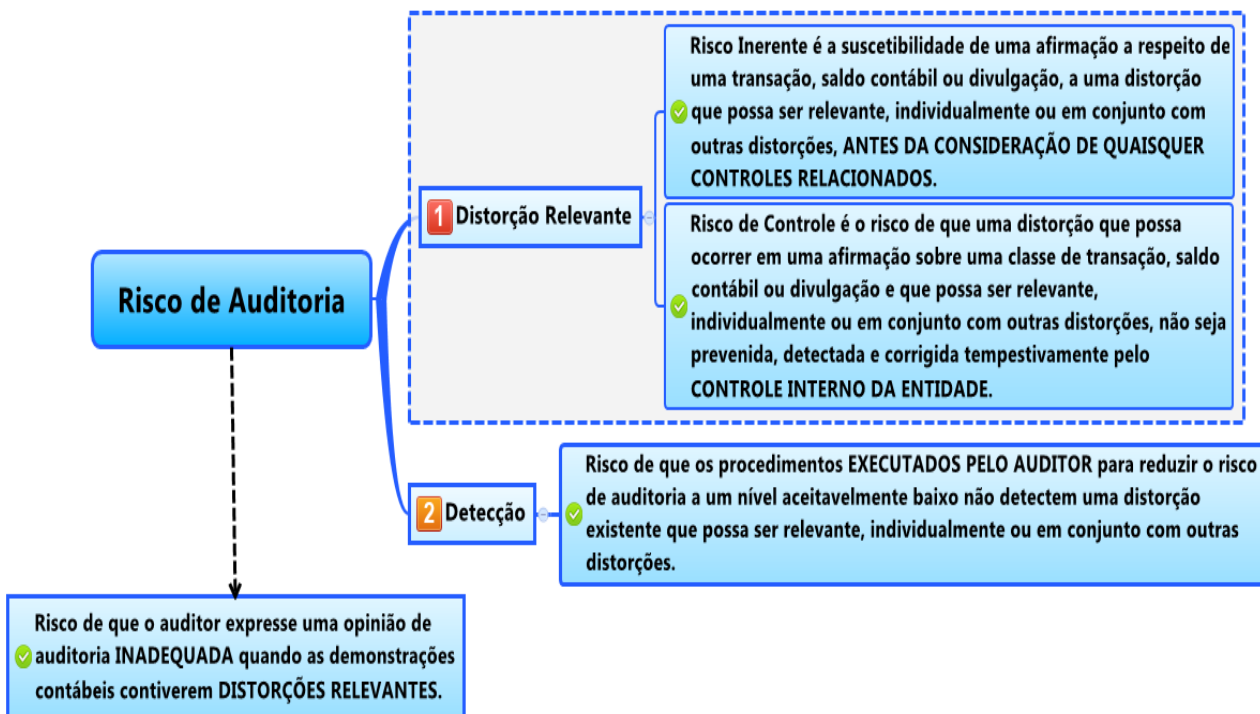 Risco de Auditoria
1 Distorção Relevante
Risco Inerente é a suscetibilidade de uma afirmação a respeito de
uma transação, saldo contábil ou divulgação, a uma distorção
que possa ser relevante, individualmente ou em conjunto com
outras distorções, ANTES DA CONSIDERAÇÃO DE QUAISQUER
CONTROLES RELACIONADOS.
Risco de Controle é o risco de que uma distorção que possa
ocorrer em uma afirmação sobre uma classe de transação, saldo
contábil ou divulgação e que possa ser relevante,
individualmente ou em conjunto com outras distorções, não seja
prevenida, detectada e corrigida tempestivamente pelo
CONTROLE INTERNO DA ENTIDADE.
2 Detecção
Risco de que os procedimentos EXECUTADOS PELO AUDITOR para reduzir o risco
de auditoria a um nível aceitavelmente baixo não detectem uma distorção
existente que possa ser relevante, individualmente ou em conjunto com outras
distorções.
Risco de que o auditor expresse uma opinião de
auditoria INADEQUADA quando as demonstrações
contábeis contiverem DISTORÇÕES RELEVANTES.